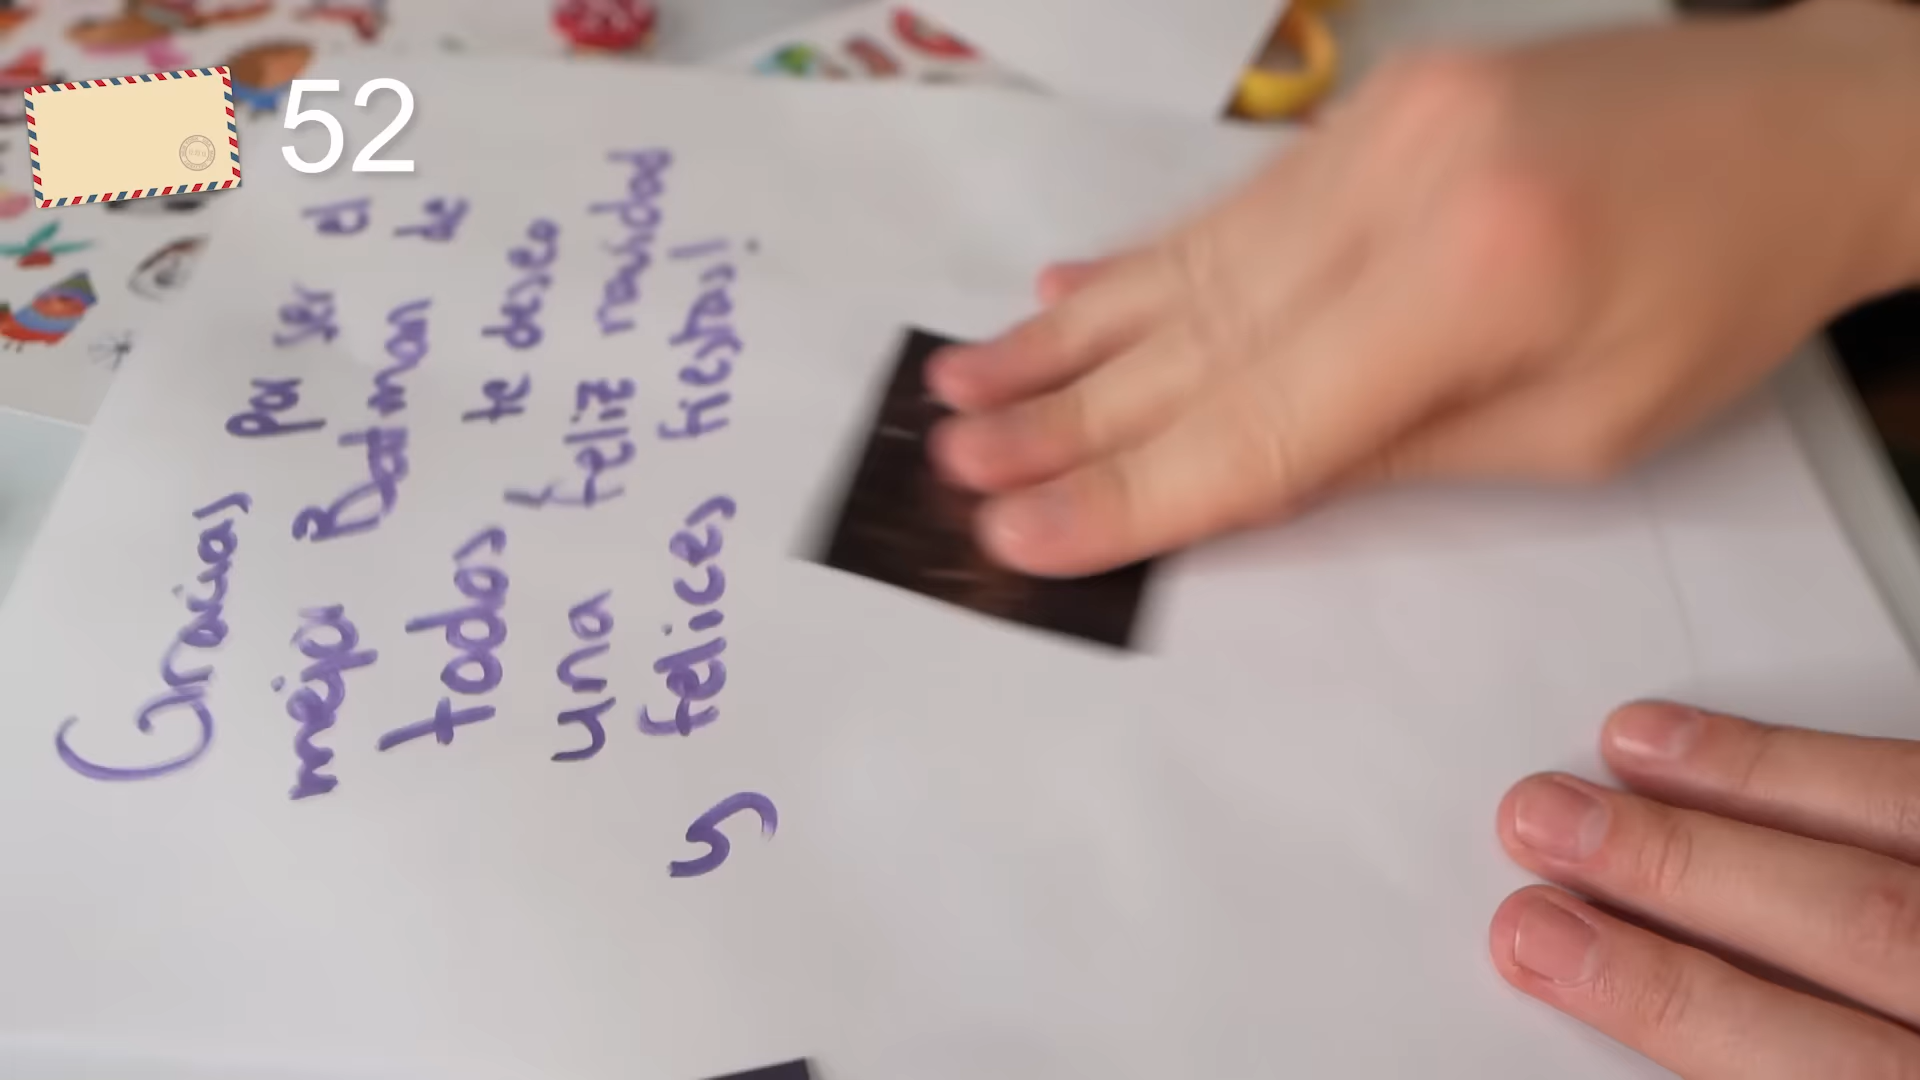 52
Gracias por ser el
mejor Batman de
todos, te deseo
una feliz navidad
y felices fiestas!